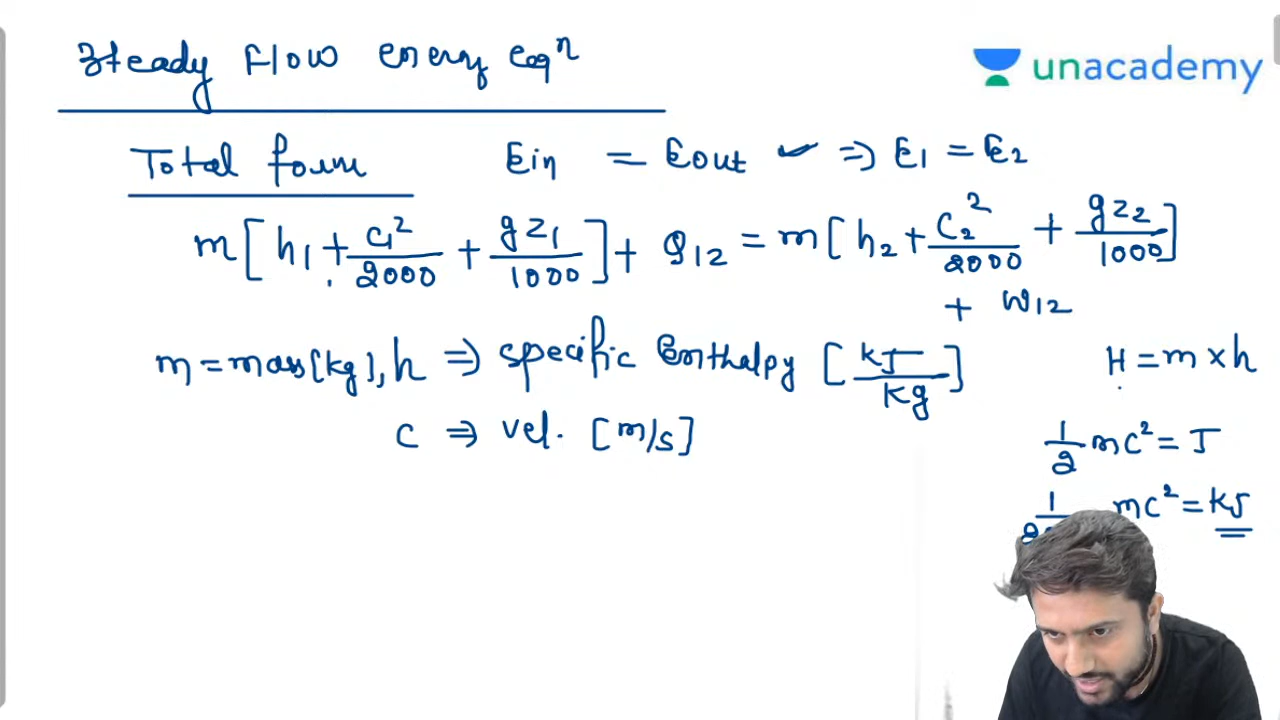 Steady Flow energy eqⁿ
unacademy
Total form Ein = Eout ✓ ⇒ E₁ = E₂
m[h₁ + c₁²/2000 + gz₁/1000] + Q₁₂ = m[h₂ + c₂²/2000 + gz₂/1000]
+ W₁₂
m = mass[kg], h ⇒ specific Enthalpy [kJ/kg]
H = m × h
c ⇒ vel. [m/s]
1/2 mc² = J
mc² = kJ